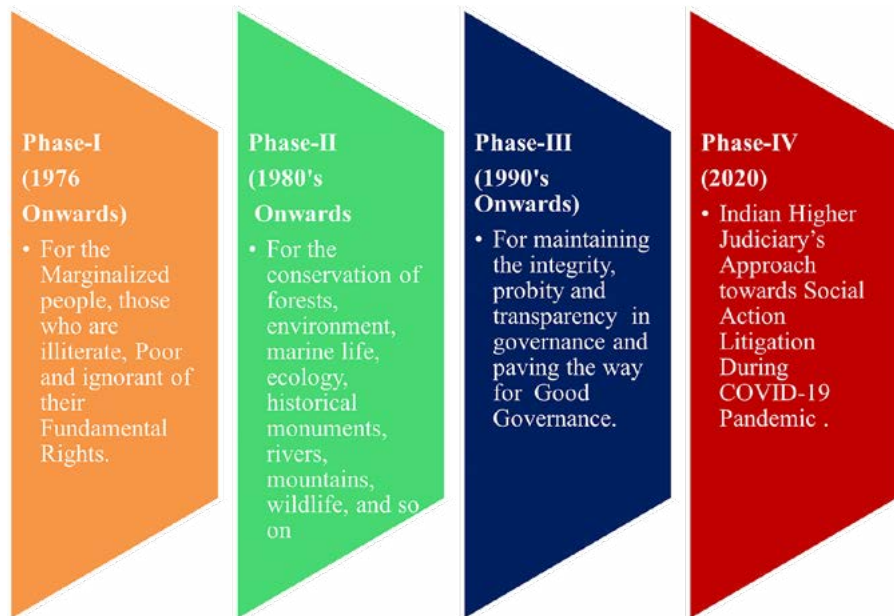 Phase-I
(1976
Onwards)
• For the
Marginalized
people, those
who are
illiterate, Poor
and ignorant of
their
Fundamental
Rights.
Phase-II
(1980's
Onwards
• For the
conservation of
forests,
environment,
marine life,
ecology,
historical
monuments,
rivers,
mountains,
wildlife, and so
on
Phase-III
(1990's
Onwards)
• For maintaining
the integrity,
probity and
transparency in
governance and
paving the way
for Good
Governance.
Phase-IV
(2020)
• Indian Higher
Judiciary’s
Approach
towards Social
Action
Litigation
During
COVID-19
Pandemic .